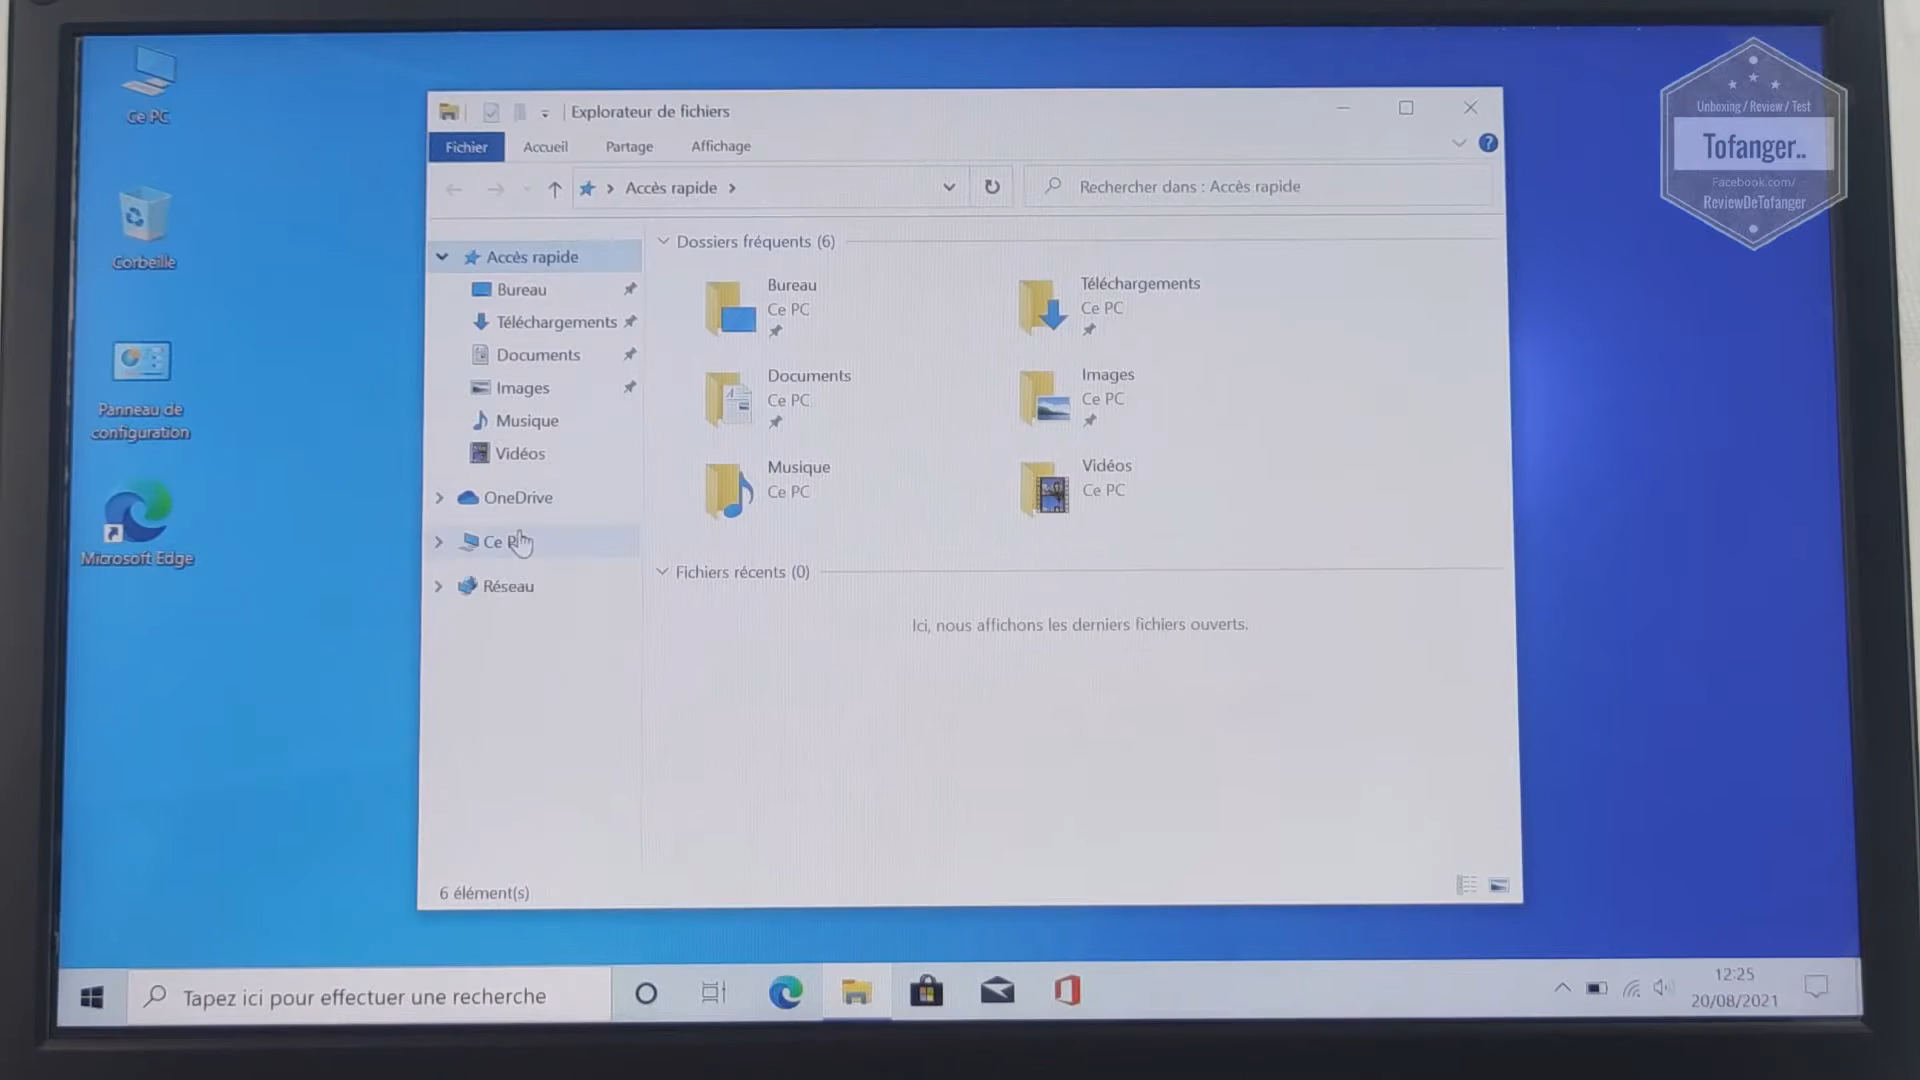 Ce PC
Corbeille
Panneau de
configuration
Microsoft Edge
Explorateur de fichiers
Fichier
Accueil
Partage
Affichage
?
Accès rapide
Rechercher dans : Accès rapide
Accès rapide
Bureau
Téléchargements
Documents
Images
Musique
Vidéos
OneDrive
Ce
Réseau
Dossiers fréquents (6)
Bureau
Ce PC
Téléchargements
Ce PC
Documents
Ce PC
Images
Ce PC
Musique
Ce PC
Vidéos
Ce PC
Fichiers récents (0)
Ici, nous affichons les derniers fichiers ouverts.
6 élément(s)
Tapez ici pour effectuer une recherche
12:25
20/08/2021
Unboxing / Review / Test
Tofanger..
Facebook.com/
ReviewDeTofanger